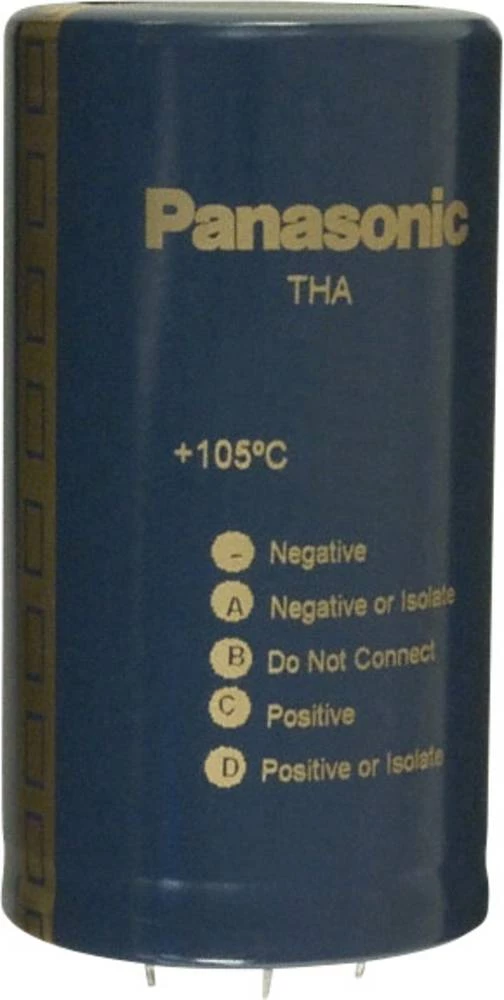 Panasonic
THA
+105ºC
- Negative
A Negative or Isolate
B Do Not Connect
C Positive
D Positive or Isolate